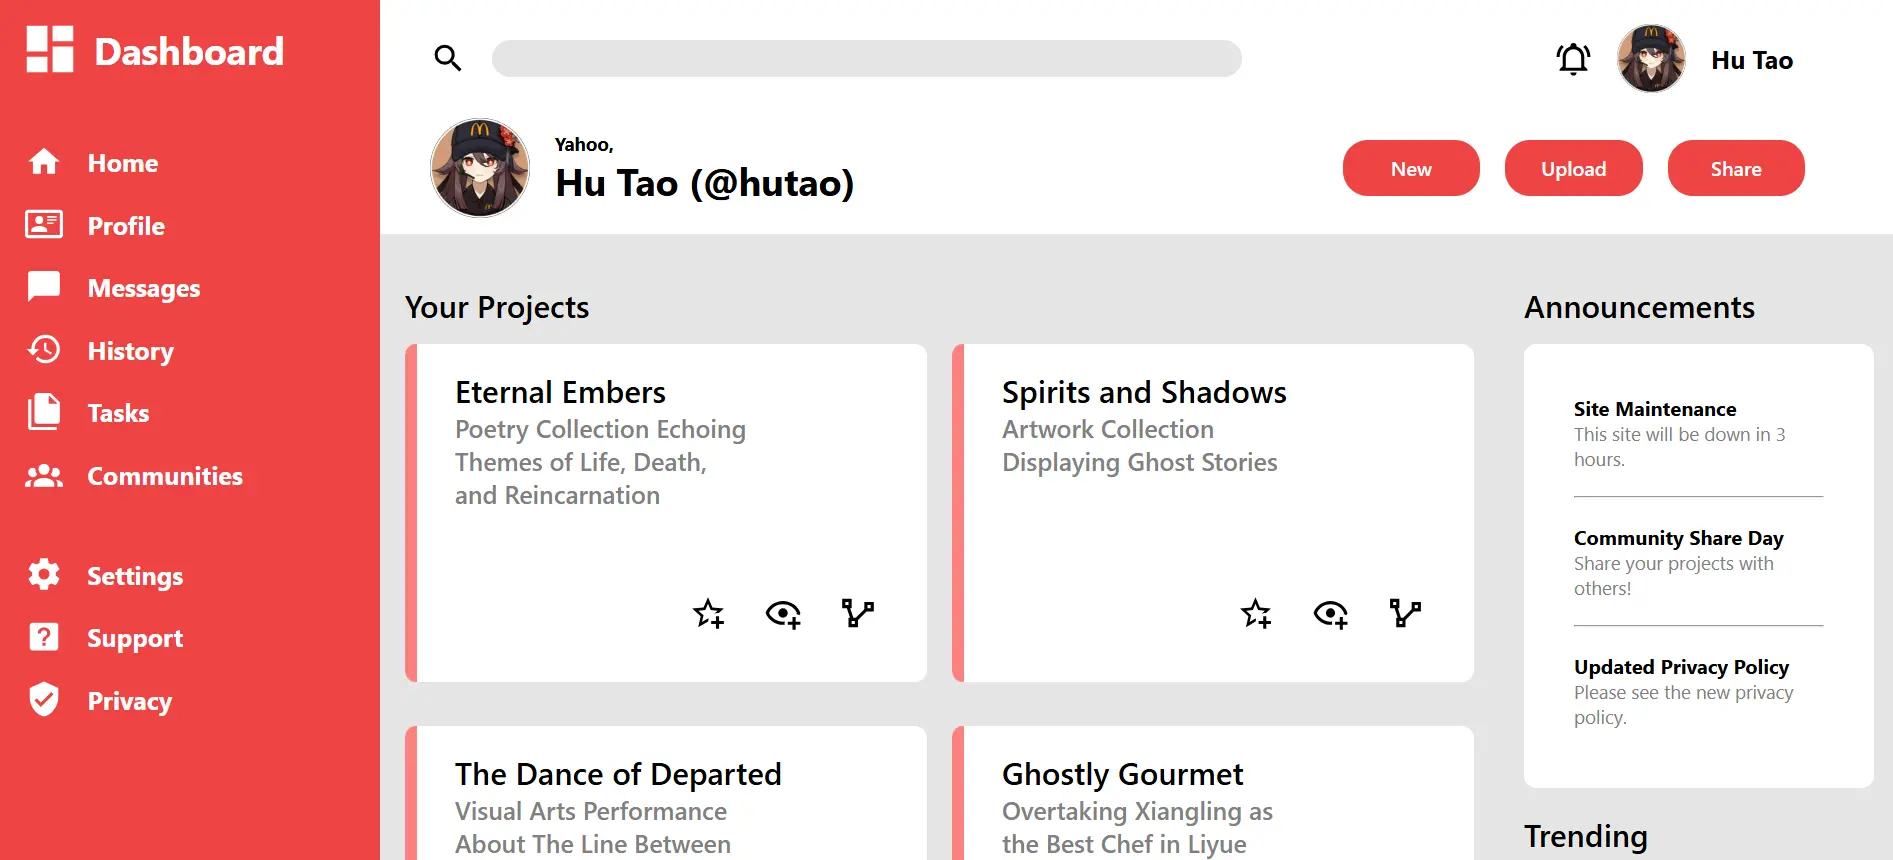 Dashboard
Home
Profile
Messages
History
Tasks
Communities
Settings
Support
Privacy
Hu Tao
Yahoo,
Hu Tao (@hutao)
New
Upload
Share
Your Projects
Eternal Embers
Poetry Collection Echoing
Themes of Life, Death,
and Reincarnation
Spirits and Shadows
Artwork Collection
Displaying Ghost Stories
The Dance of Departed
Visual Arts Performance
About The Line Between
Ghostly Gourmet
Overtaking Xiangling as
the Best Chef in Liyue
Announcements
Site Maintenance
This site will be down in 3
hours.
Community Share Day
Share your projects with
others!
Updated Privacy Policy
Please see the new privacy
policy.
Trending